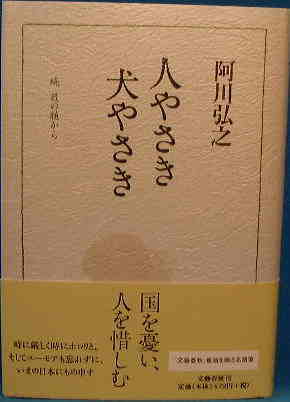 阿川弘之
人やさき
犬やさき
続 葭の髄から
国を憂い、
人を惜しむ
時に厳しく時にホロリと、
そしてユーモアも忘れずに、
いまの日本にもの申す
文藝春秋刊